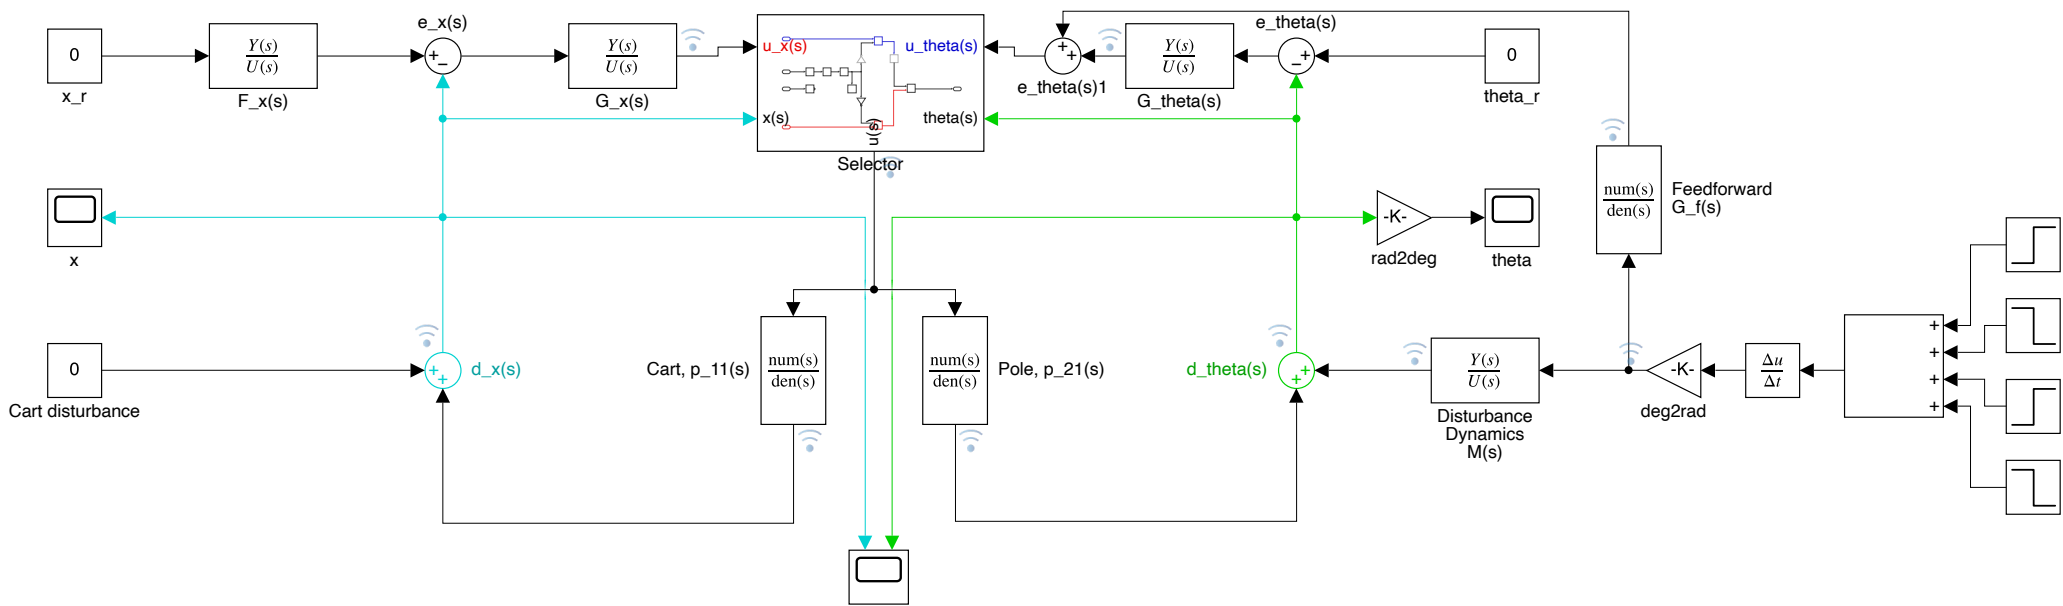 e_x(s)
e_theta(s)
0
Y(s)
U(s)
+
−
Y(s)
U(s)
u_x(s)
u_theta(s)
+
+
Y(s)
U(s)
+
−
0
x_r
F_x(s)
G_x(s)
e_theta(s)1
G_theta(s)
theta_r
x(s)
theta(s)
u(s)
Selector
num(s)
den(s)
Feedforward
G_f(s)
-K-
x
rad2deg
theta
0
+
+
d_x(s)
Cart, p_11(s)
num(s)
den(s)
num(s)
den(s)
Pole, p_21(s)
d_theta(s)
+
+
Y(s)
U(s)
-K-
Δu
Δt
+
+
+
+
Cart disturbance
deg2rad
Disturbance
Dynamics
M(s)